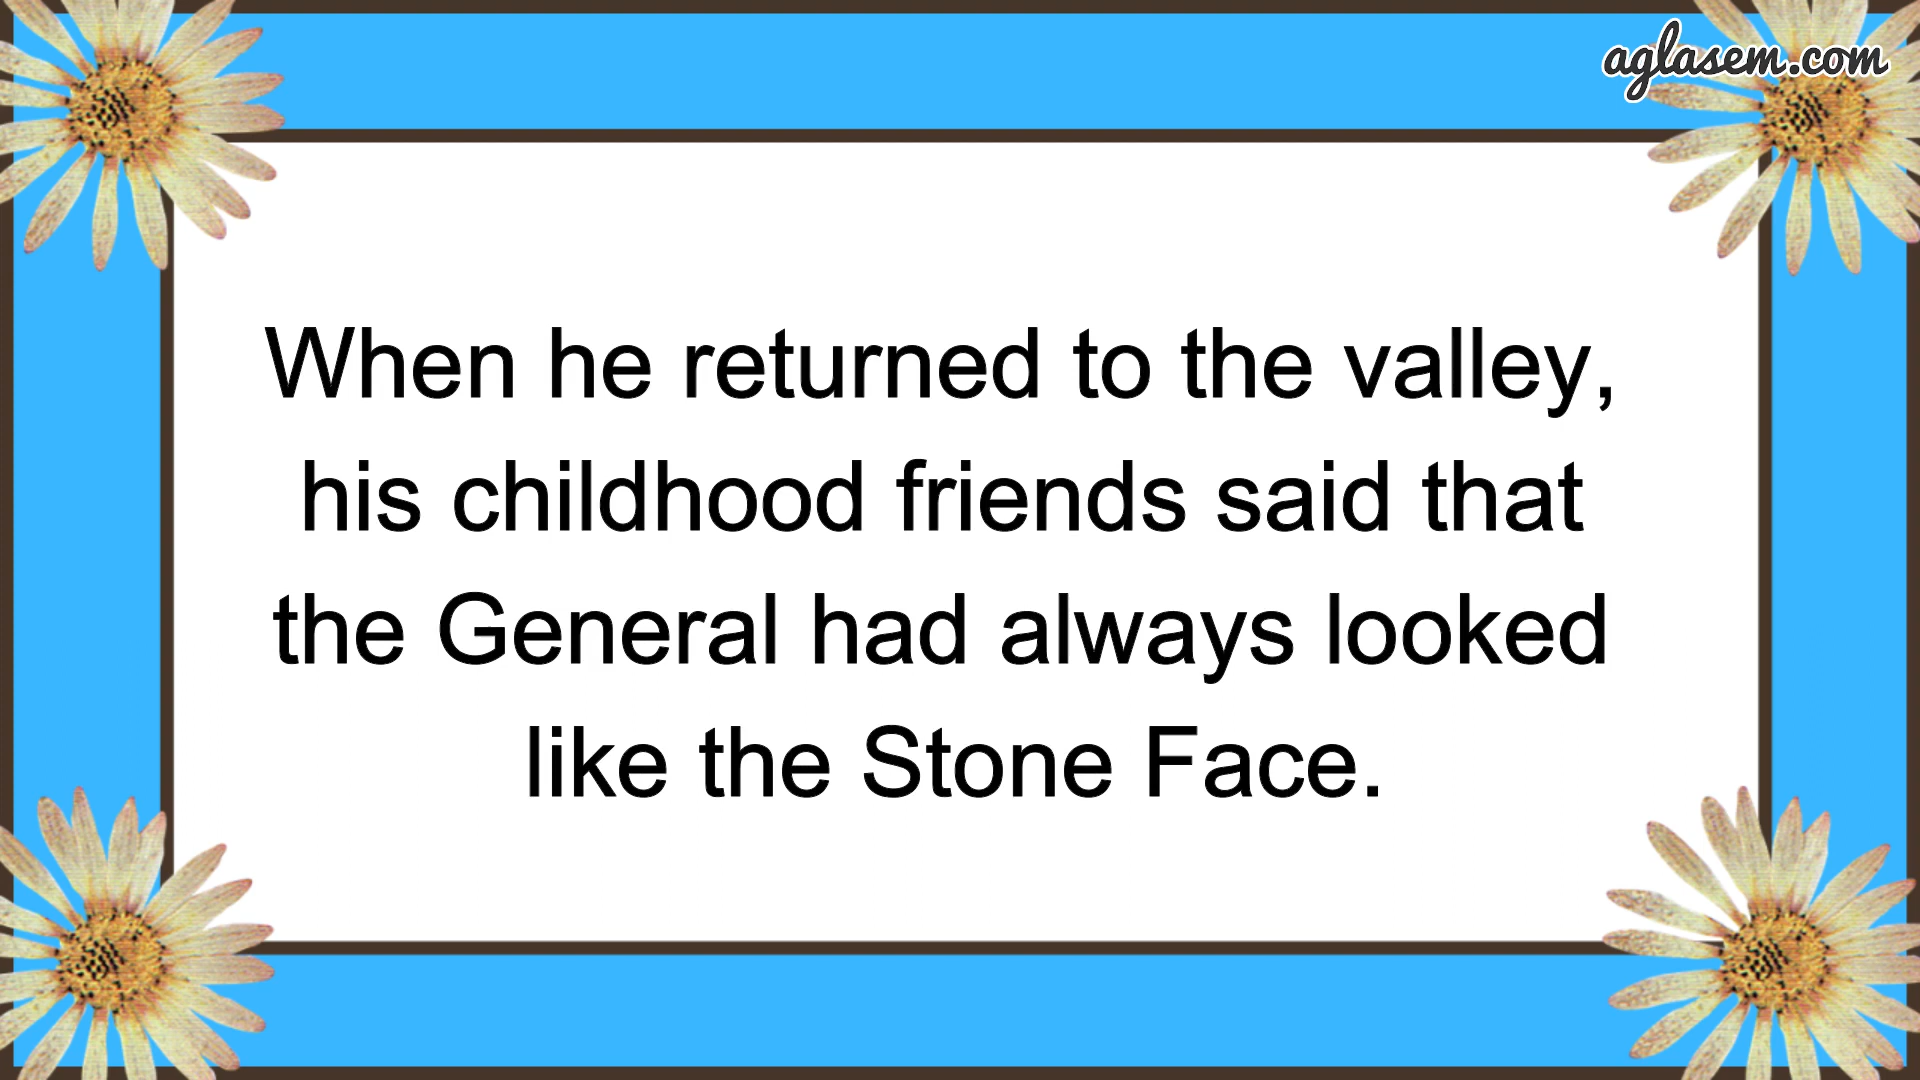 aglasem.com
When he returned to the valley,
his childhood friends said that
the General had always looked
like the Stone Face.